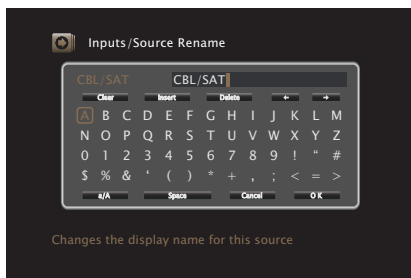 Inputs/Source Rename
CBL/SAT CBL/SAT
Clear Insert Delete ← →
A B C D E F G H I J K L M
N O P Q R S T U V W X Y Z
0 1 2 3 4 5 6 7 8 9 ! “ #
$ % & ‘ ( ) * + , ; < = >
a/A Space Cancel OK
Changes the display name for this source